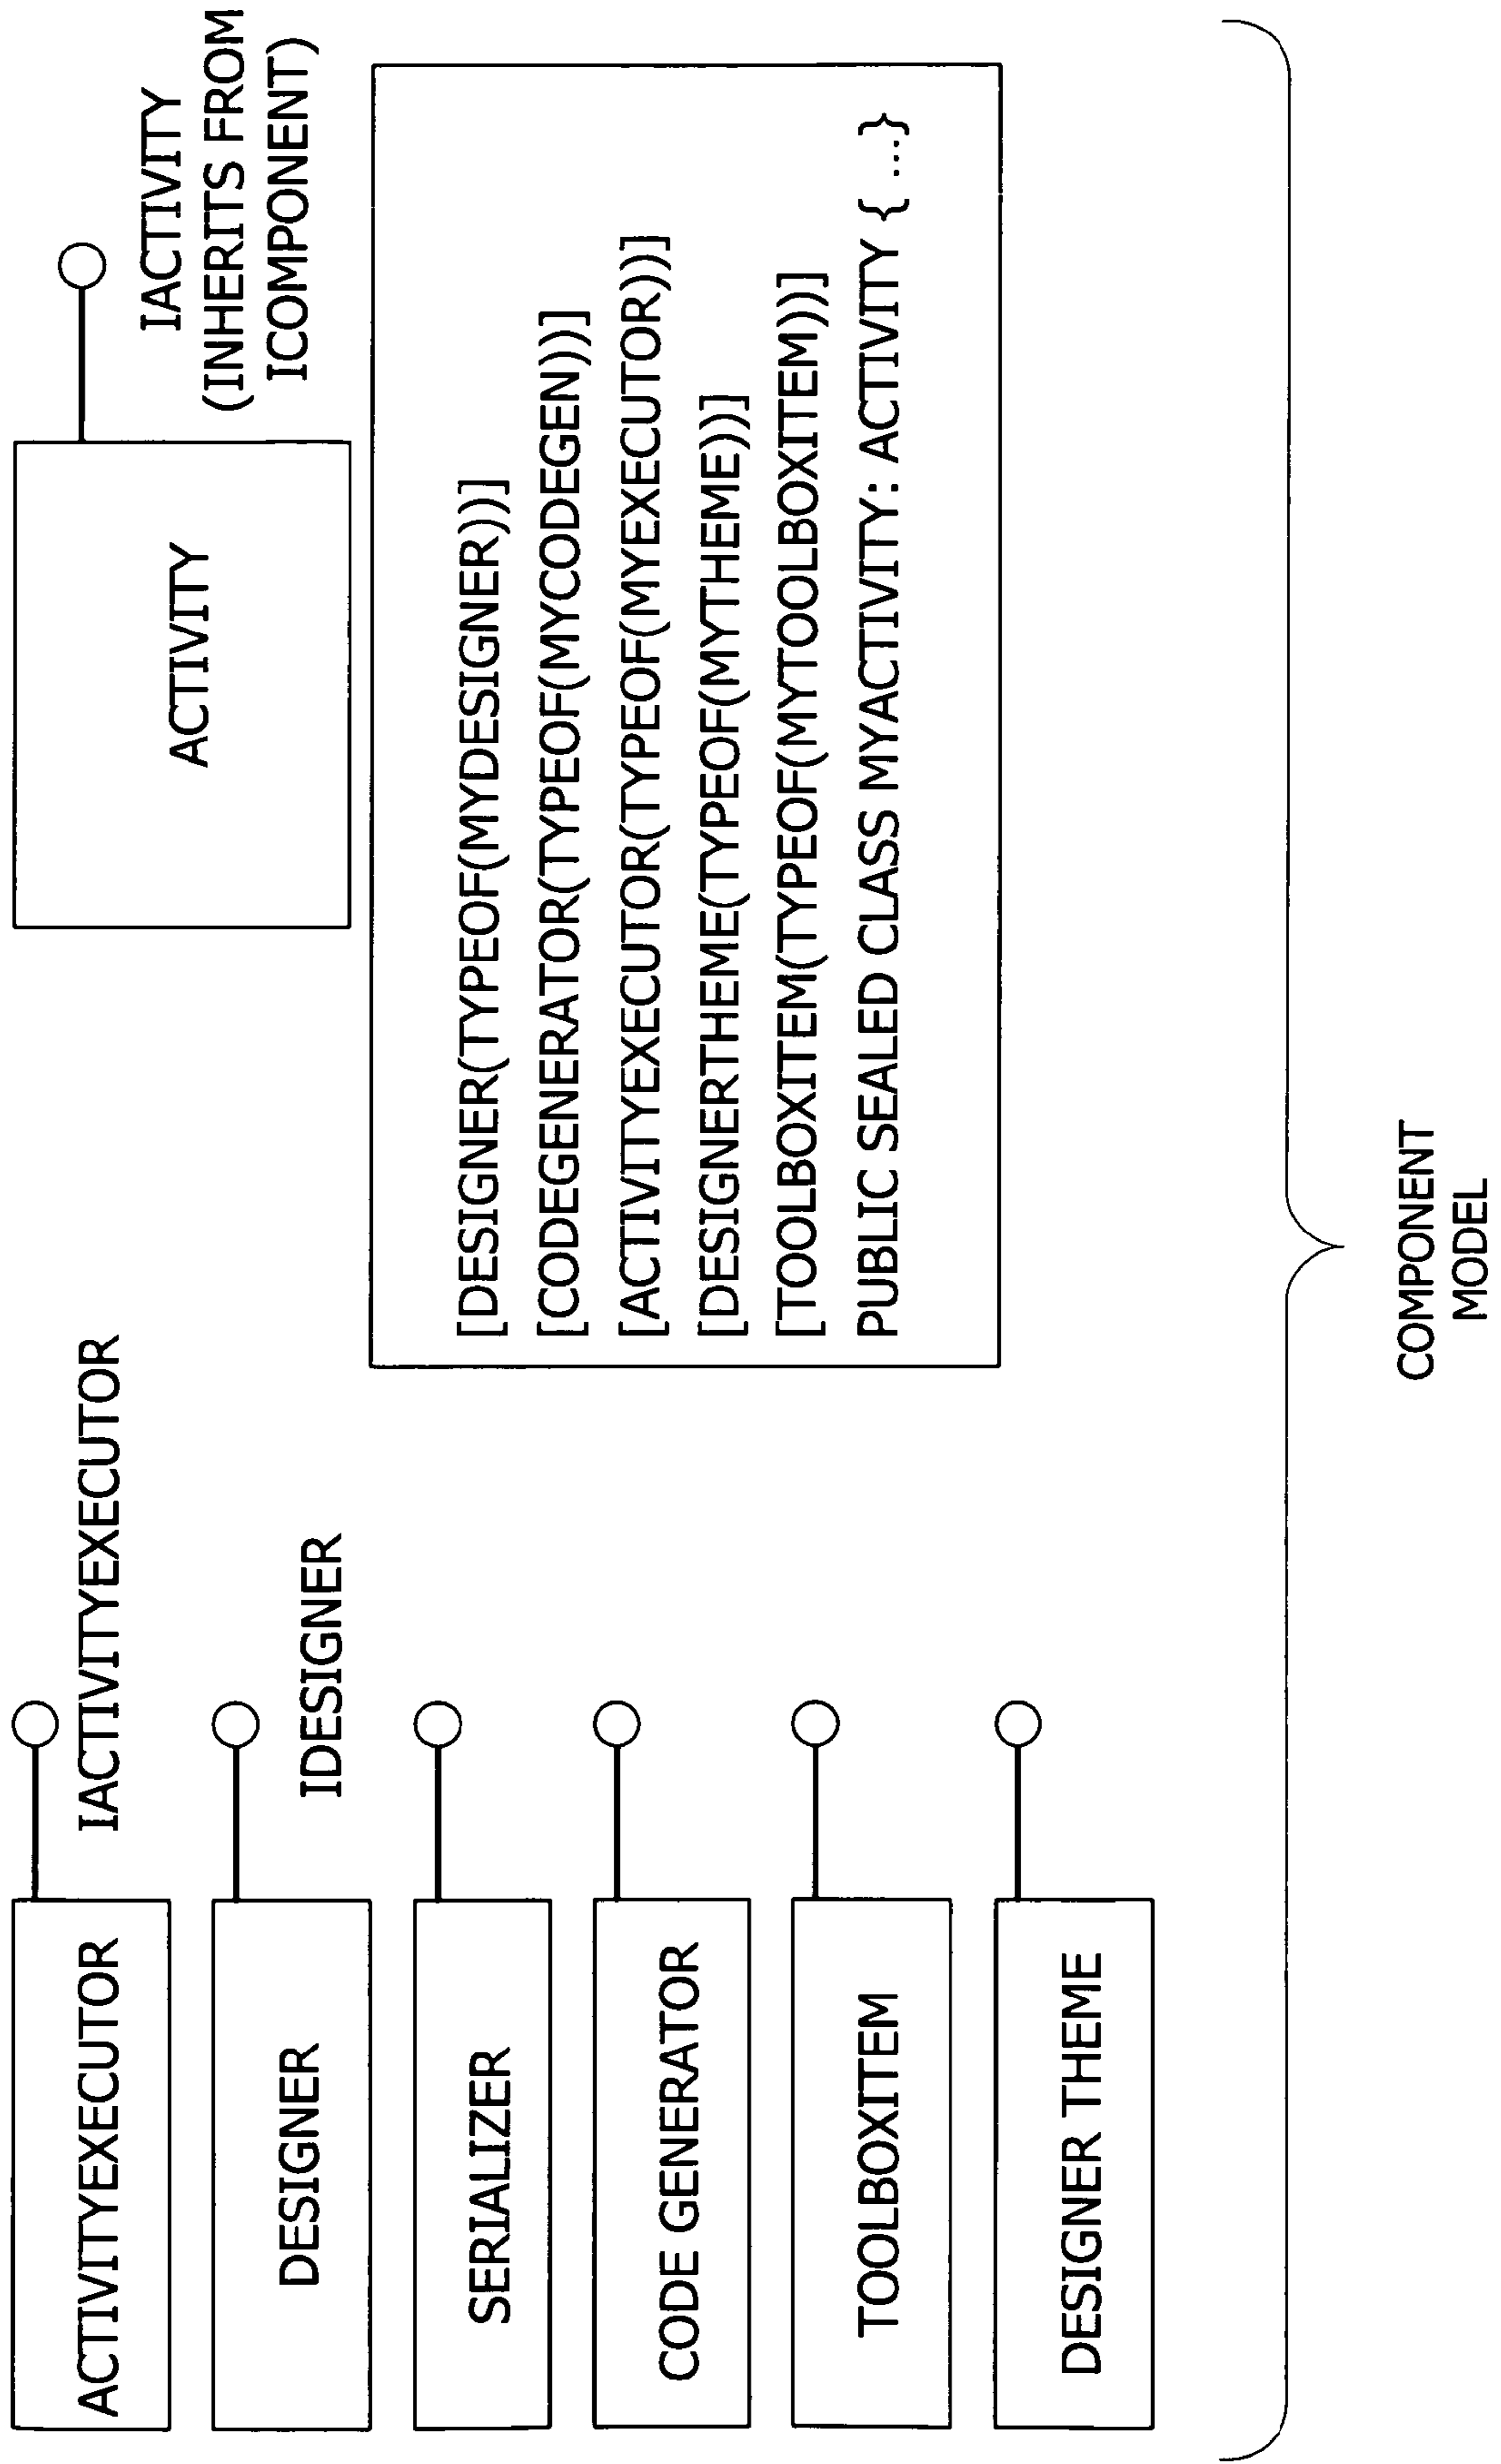 ACTIVITYEXECUTOR
IACTIVITYEXECUTOR
DESIGNER
IDESIGNER
SERIALIZER
CODE GENERATOR
TOOLBOXITEM
DESIGNER THEME
ACTIVITY
IACTIVITY
(INHERITS FROM
ICOMPONENT)
[DESIGNER(TYPEOF(MYDESIGNER))]
[CODEGENERATOR(TYPEOF(MYCODEGEN))]
[ACTIVITYEXECUTOR(TYPEOF(MYEXECUTOR))]
[DESIGNERTHEME(TYPEOF(MYTHEME))]
[TOOLBOXITEM(TYPEOF(MYTOOLBOXITEM))]
PUBLIC SEALED CLASS MYACTIVITY: ACTIVITY { ...}
COMPONENT
MODEL